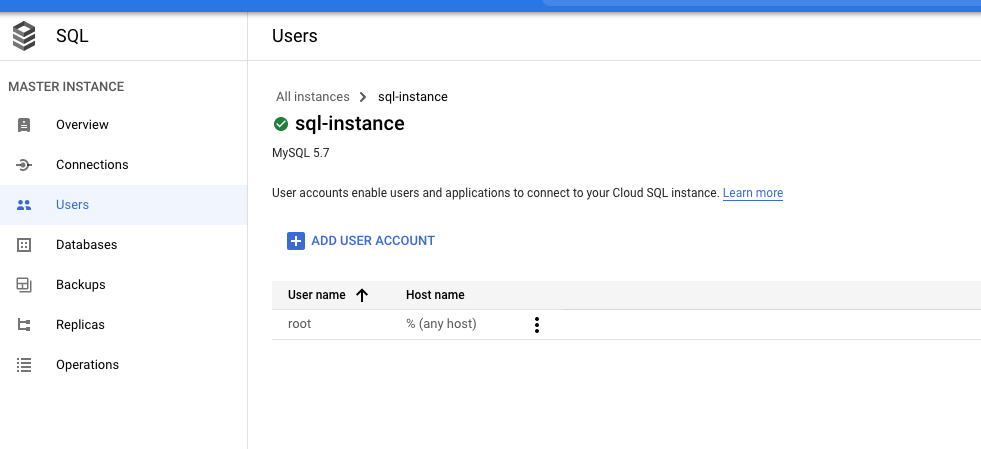 SQL
Users
MASTER INSTANCE
Overview
Connections
Users
Databases
Backups
Replicas
Operations
All instances sql-instance
sql-instance
MySQL 5.7
User accounts enable users and applications to connect to your Cloud SQL instance. Learn more
ADD USER ACCOUNT
User name Host name
root % (any host)